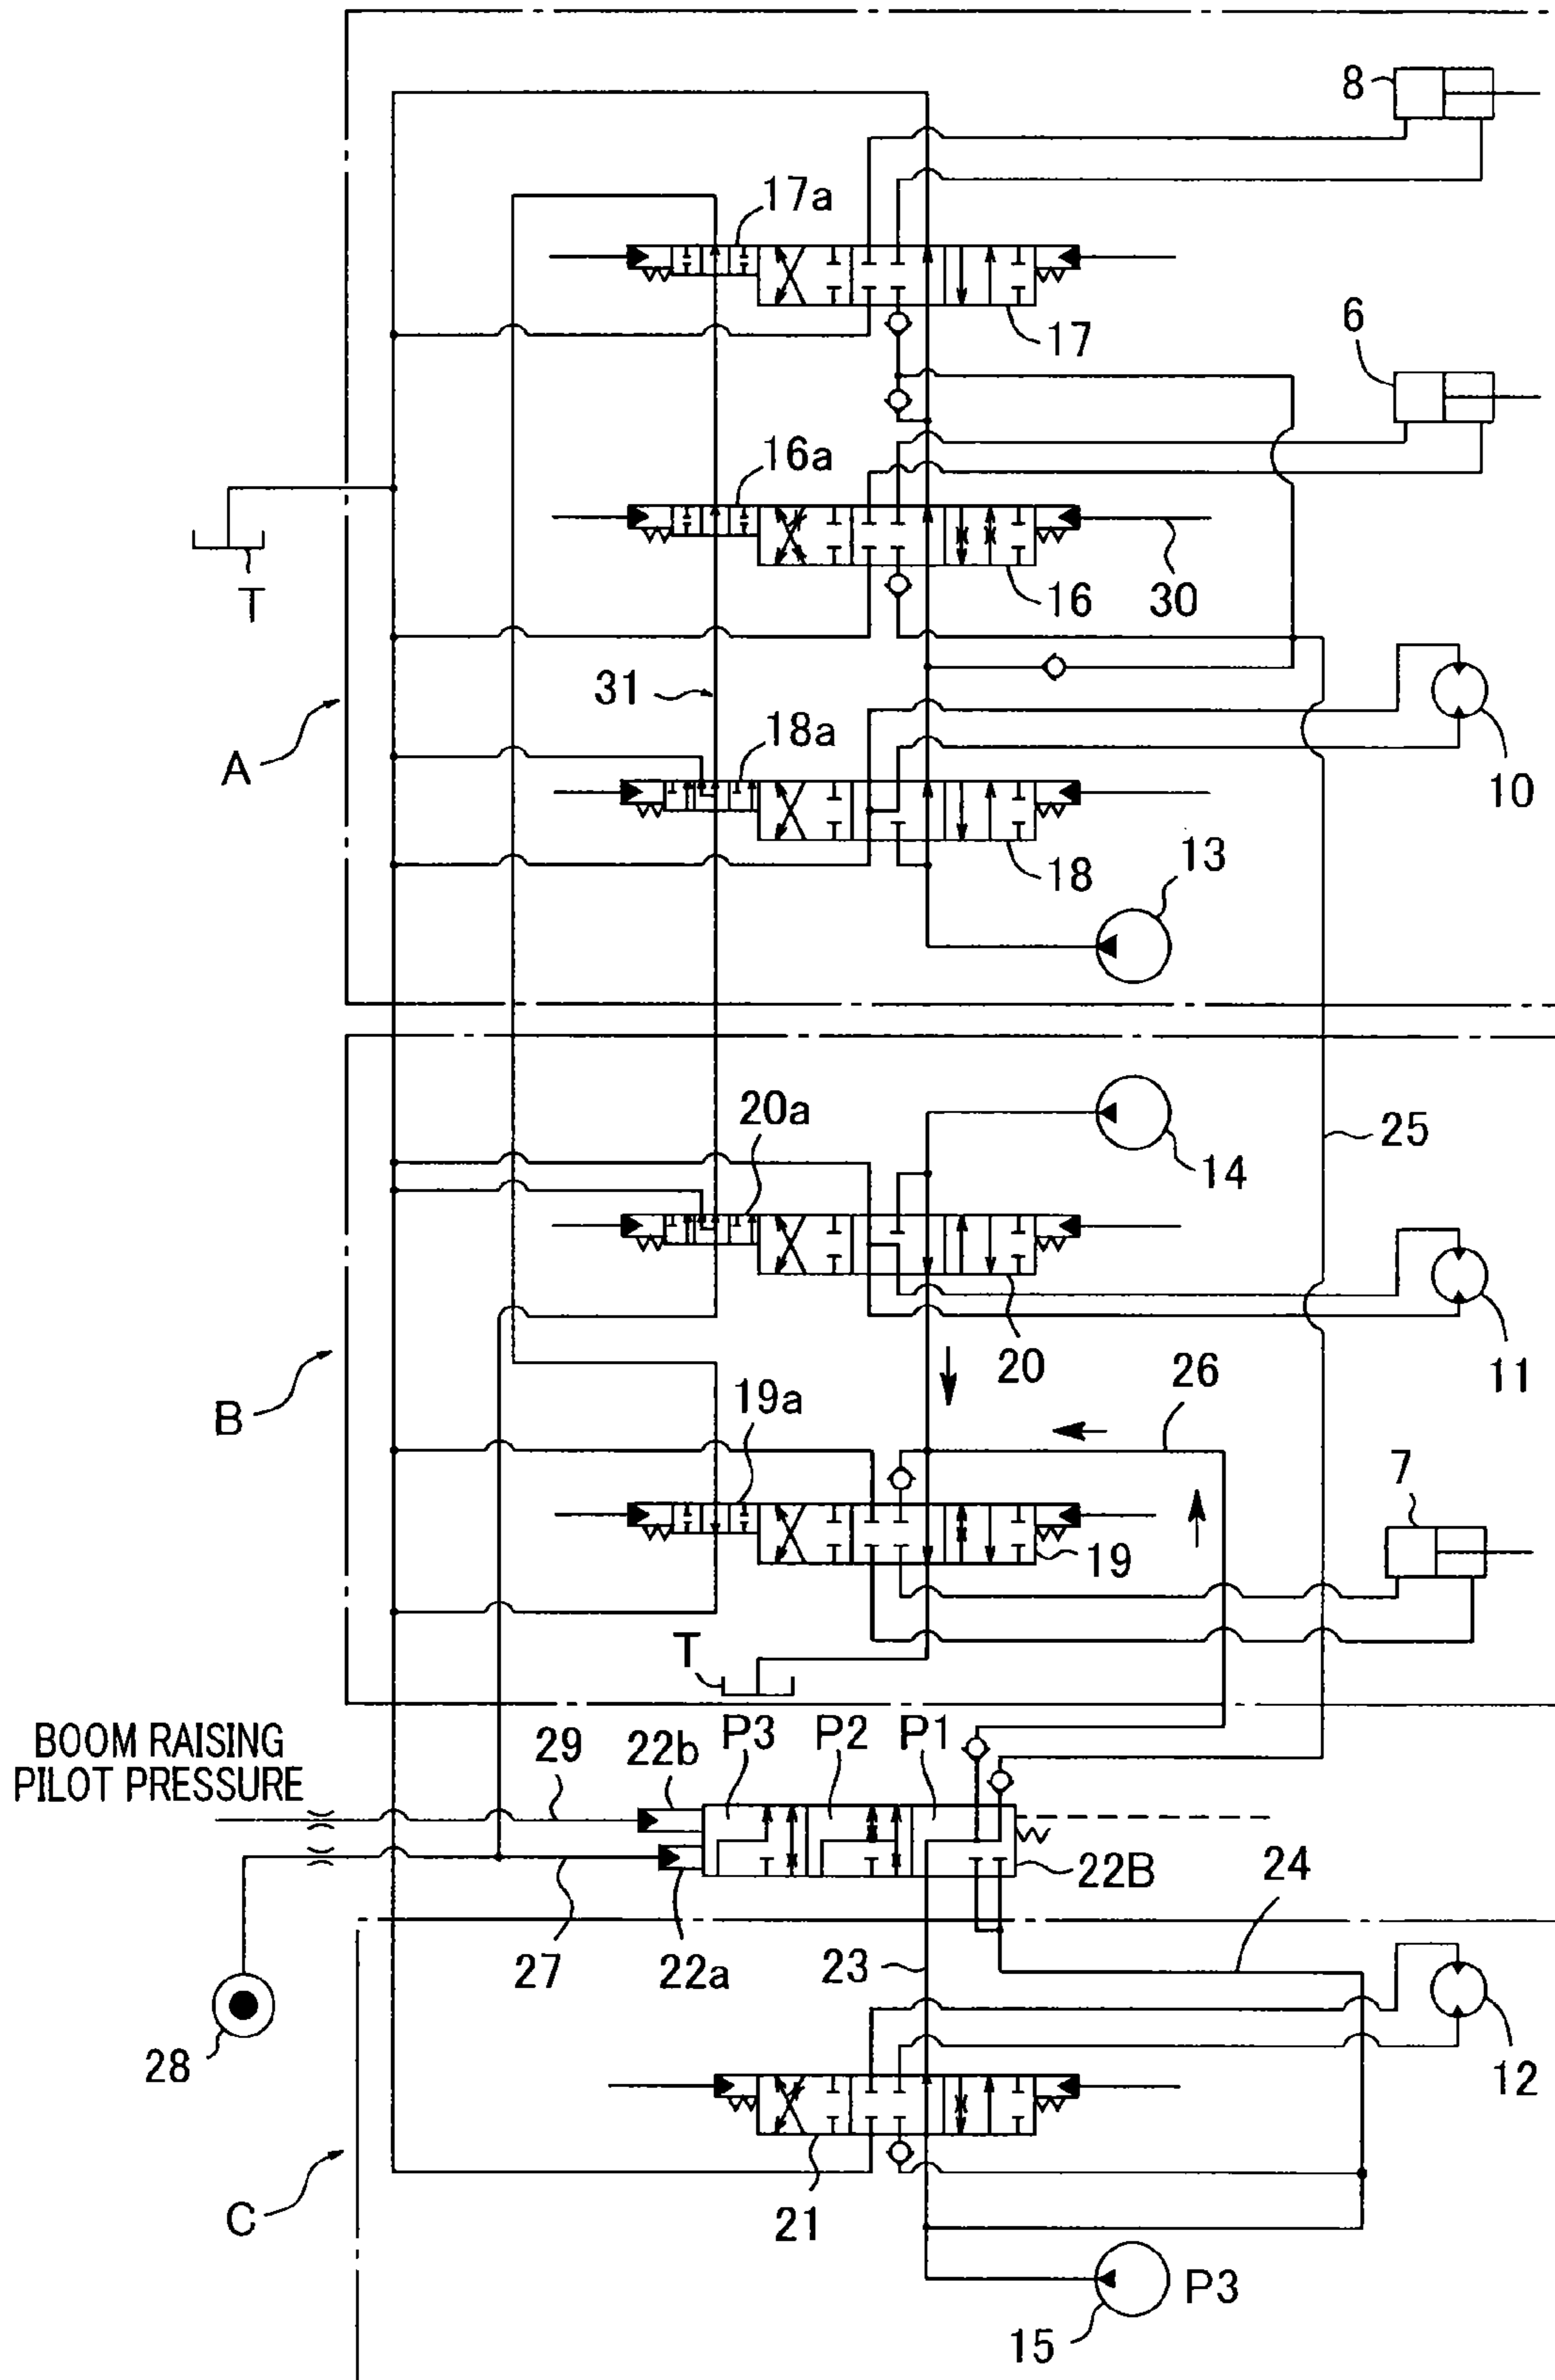 8
17a
17
6
16a
16
30
T
31
A
18a
10
18
13
20a
14
25
20
11
B
26
19a
7
19
T
BOOM RAISING
PILOT PRESSURE
29
22b
P3
P2
P1
22B
24
27
22a
23
28
12
21
C
P3
15